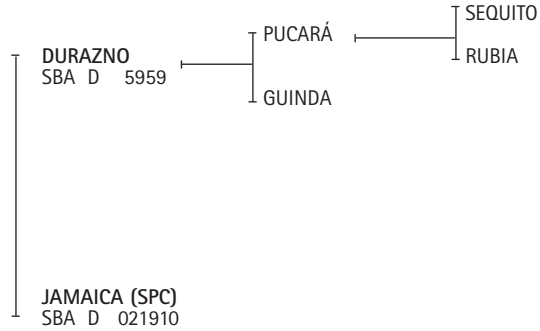 SEQUITO
PUCARÁ
RUBIA
DURAZNO
SBA D 5959
GUINDA
JAMAICA (SPC)
SBA D 021910